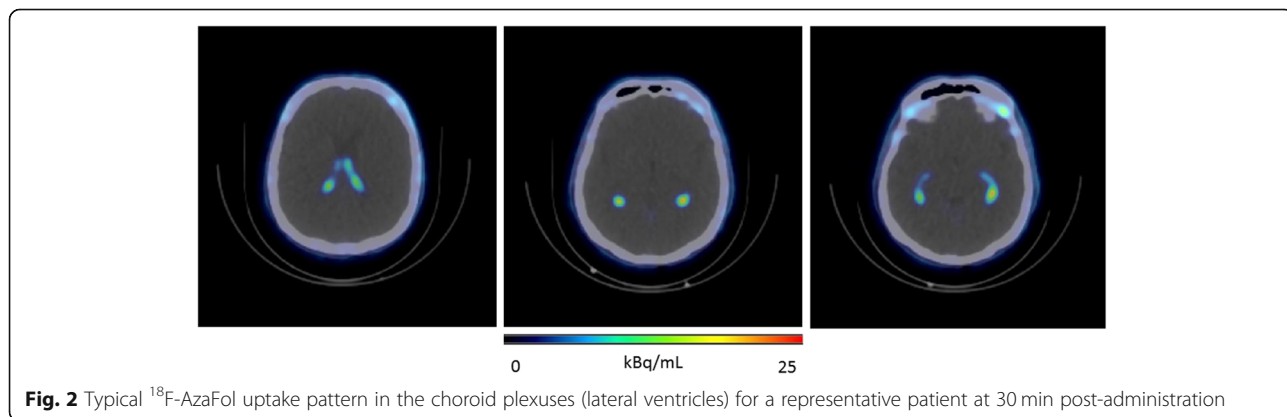 0 kBq/mL 25
Fig. 2 Typical ¹⁸F-AzaFol uptake pattern in the choroid plexuses (lateral ventricles) for a representative patient at 30 min post-administration